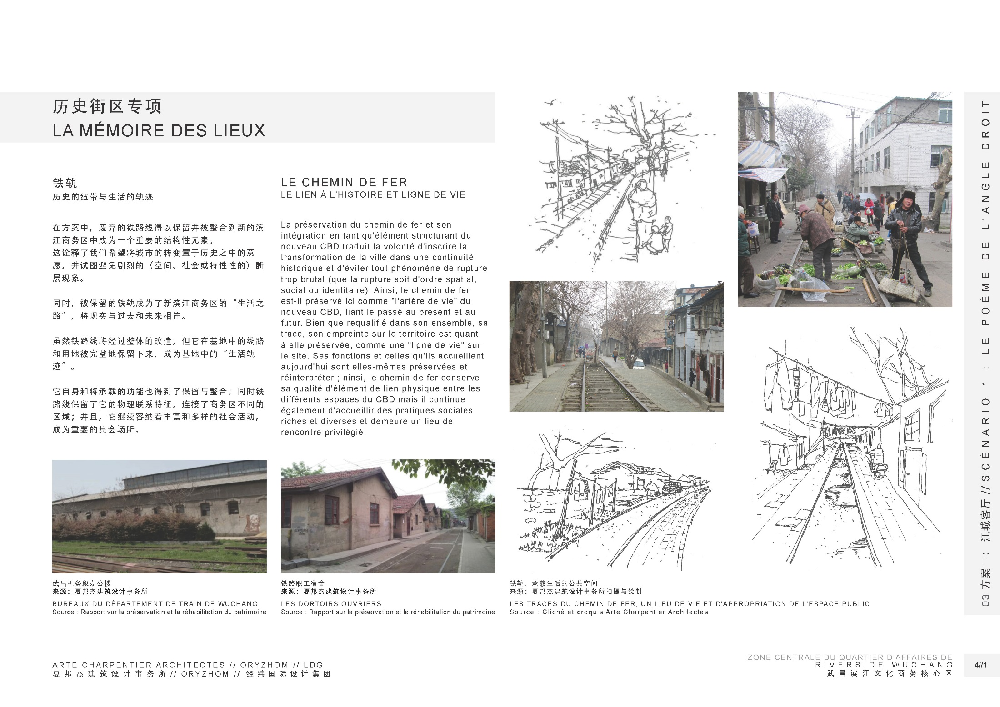 历史街区专项
LA MÉMOIRE DES LIEUX
铁轨
历史的纽带与生活的轨迹
在方案中，废弃的铁路线得以保留并被整合到新的滨
江商务区中成为一个重要的结构性元素。
这诠释了我们希望将城市的转变置于历史之中的意
愿，并试图避免剧烈的（空间、社会或特性性的）断
层现象。
同时，被保留的铁轨成为了新滨江商务区的“生活之
路”，将现实与过去和未来相连。
虽然铁路线将经过整体的改造，但它在基地中的线路
和用地被完整地保留下来，成为基地中的“生活轨
迹”。
它自身和将承载的功能也得到了保留与整合；同时铁
路线保留了它的物理联系特征，连接了商务区不同的
区域；并且，它继续容纳着丰富和多样的社会活动，
成为重要的集会场所。
LE CHEMIN DE FER
LE LIEN À L'HISTOIRE ET LIGNE DE VIE
La préservation du chemin de fer et son
intégration en tant qu'élément structurant du
nouveau CBD traduit la volonté d'inscrire la
transformation de la ville dans une continuité
historique et d'éviter tout phénomène de rupture
trop brutal (que la rupture soit d'ordre spatial,
social ou identitaire). Ainsi, le chemin de fer
est-il préservé ici comme "l'artère de vie" du
nouveau CBD, liant le passé au présent et au
futur. Bien que requalifié dans son ensemble, sa
trace, son empreinte sur le territoire est quant
à elle préservée, comme une "ligne de vie" sur
le site. Ses fonctions et celles qu'ils accueillent
aujourd'hui sont elles-mêmes préservées et
réinterpréter ; ainsi, le chemin de fer conserve
sa qualité d'élément de lien physique entre les
différents espaces du CBD mais il continue
également d'accueillir des pratiques sociales
riches et diverses et demeure un lieu de
rencontre privilégié.
武昌机务段办公楼
来源：夏邦杰建筑设计事务所
BUREAUX DU DÉPARTEMENT DE TRAIN DE WUCHANG
Source : Rapport sur la préservation et la réhabilitation du patrimoine
铁路职工宿舍
来源：夏邦杰建筑设计事务所
LES DORTOIRS OUVRIERS
Source : Rapport sur la préservation et la réhabilitation du patrimoine
铁轨，承载生活的公共空间
来源：夏邦杰建筑设计事务所拍摄与绘制
LES TRACES DU CHEMIN DE FER, UN LIEU DE VIE ET D'APPROPRIATION DE L'ESPACE PUBLIC
Source : Cliché et croquis Arte Charpentier Architectes
03 方案一：江城客厅 // SCÉNARIO 1 : LE POÈME DE L'ANGLE DROIT
ARTE CHARPENTIER ARCHITECTES // ORYZHOM // LDG
夏邦杰建筑设计事务所 // ORYZHOM // 经纬国际设计集团
ZONE CENTRALE DU QUARTIER D'AFFAIRES DE
RIVERSIDE WUCHANG
武昌滨江文化商务核心区
4//1